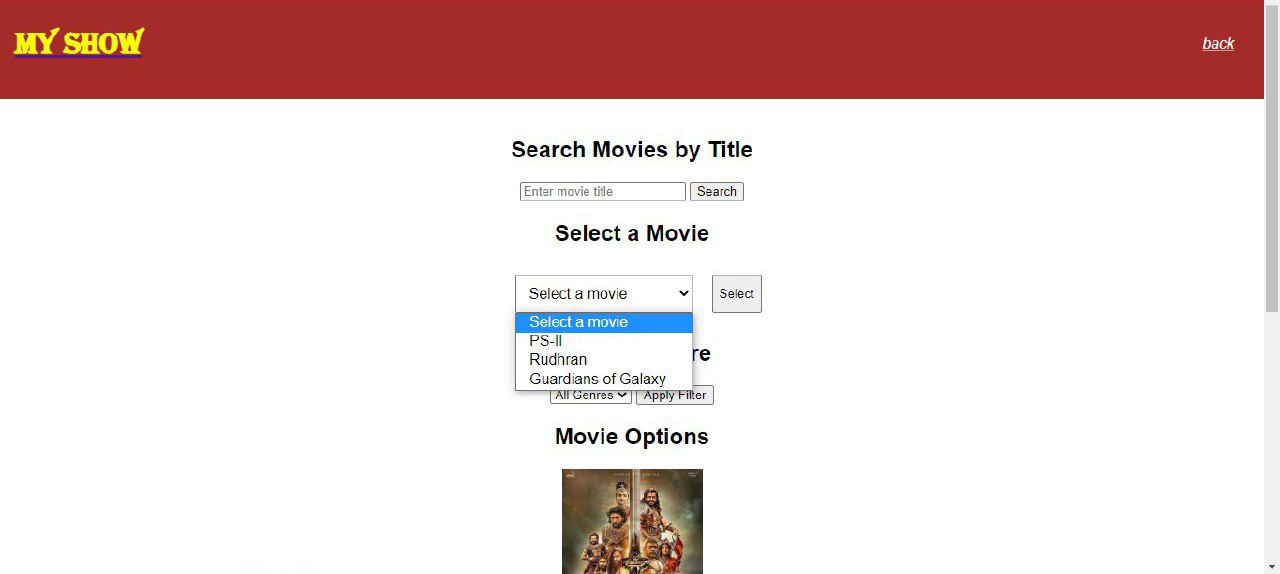 MY SHOW
back
Search Movies by Title
Enter movie title Search
Select a Movie
Select a movie Select
Select a movie
PS-II
Rudhran
Guardians of Galaxy
re
All Genres Apply Filter
Movie Options